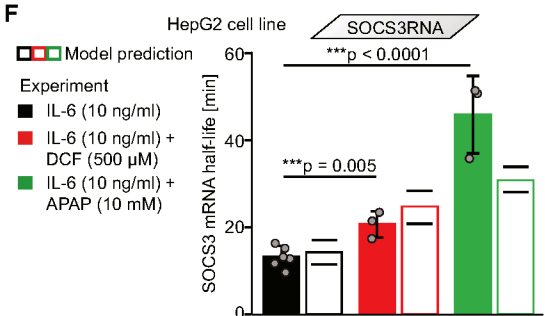 F
HepG2 cell line
SOCS3RNA
Model prediction
Experiment
IL-6 (10 ng/ml)
IL-6 (10 ng/ml) +
DCF (500 µM)
IL-6 (10 ng/ml) +
APAP (10 mM)
SOCS3 mRNA half-life [min]
60
40
20
0
***p < 0.0001
***p = 0.005